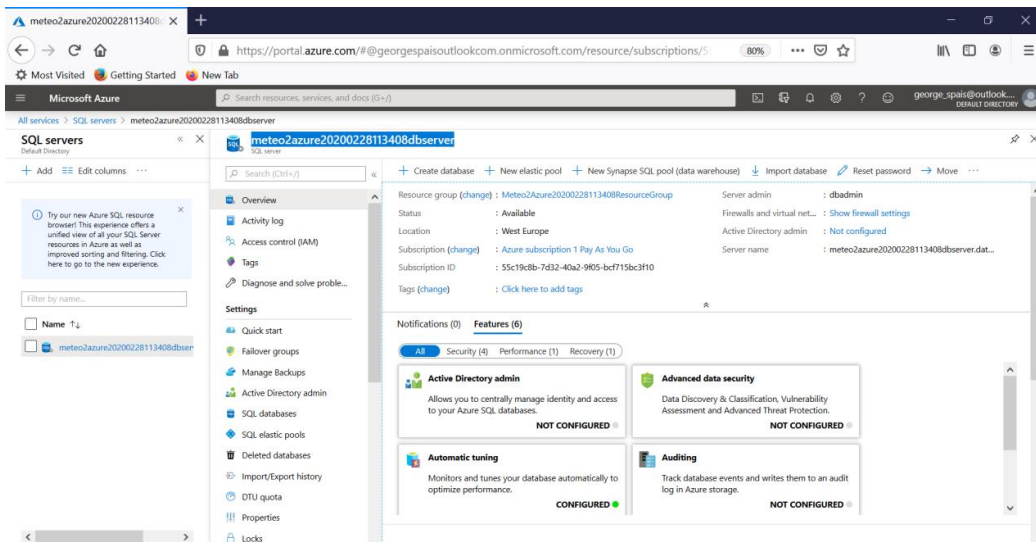 meteo2azure20200228113408
https://portal.azure.com/#@georgespaisoutlookcom.onmicrosoft.com/resource/subscriptions/5
80%
Most Visited Getting Started New Tab
Microsoft Azure
Search resources, services, and docs (G+/)
george_spais@outlook....
DEFAULT DIRECTORY
All services > SQL servers > meteo2azure20200228113408dbserver
SQL servers
Default Directory
+ Add Edit columns ...
Try our new Azure SQL resource
browser! This experience offers a
unified view of all your SQL Server
resources in Azure as well as
improved sorting and filtering. Click
here to go to the new experience.
Filter by name...
Name ↑↓
meteo2azure20200228113408dbser
meteo2azure20200228113408dbserver
SQL server
Search (Ctrl+/)
Overview
Activity log
Access control (IAM)
Tags
Diagnose and solve proble...
Settings
Quick start
Failover groups
Manage Backups
Active Directory admin
SQL databases
SQL elastic pools
Deleted databases
Import/Export history
DTU quota
Properties
Locks
+ Create database + New elastic pool + New Synapse SQL pool (data warehouse) Import database Reset password → Move ...
Resource group (change) : Meteo2Azure20200228113408ResourceGroup
Status : Available
Location : West Europe
Subscription (change) : Azure subscription 1 Pay As You Go
Subscription ID : 55c19c8b-7d32-40a2-9f05-bcf715bc3f10
Tags (change) : Click here to add tags
Server admin : dbadmin
Firewalls and virtual net... : Show firewall settings
Active Directory admin : Not configured
Server name : meteo2azure20200228113408dbserver.dat...
Notifications (0) Features (6)
All Security (4) Performance (1) Recovery (1)
Active Directory admin
Allows you to centrally manage identity and access
to your Azure SQL databases.
NOT CONFIGURED
Advanced data security
Data Discovery & Classification, Vulnerability
Assessment and Advanced Threat Protection.
NOT CONFIGURED
Automatic tuning
Monitors and tunes your database automatically to
optimize performance.
CONFIGURED
Auditing
Track database events and writes them to an audit
log in Azure storage.
NOT CONFIGURED